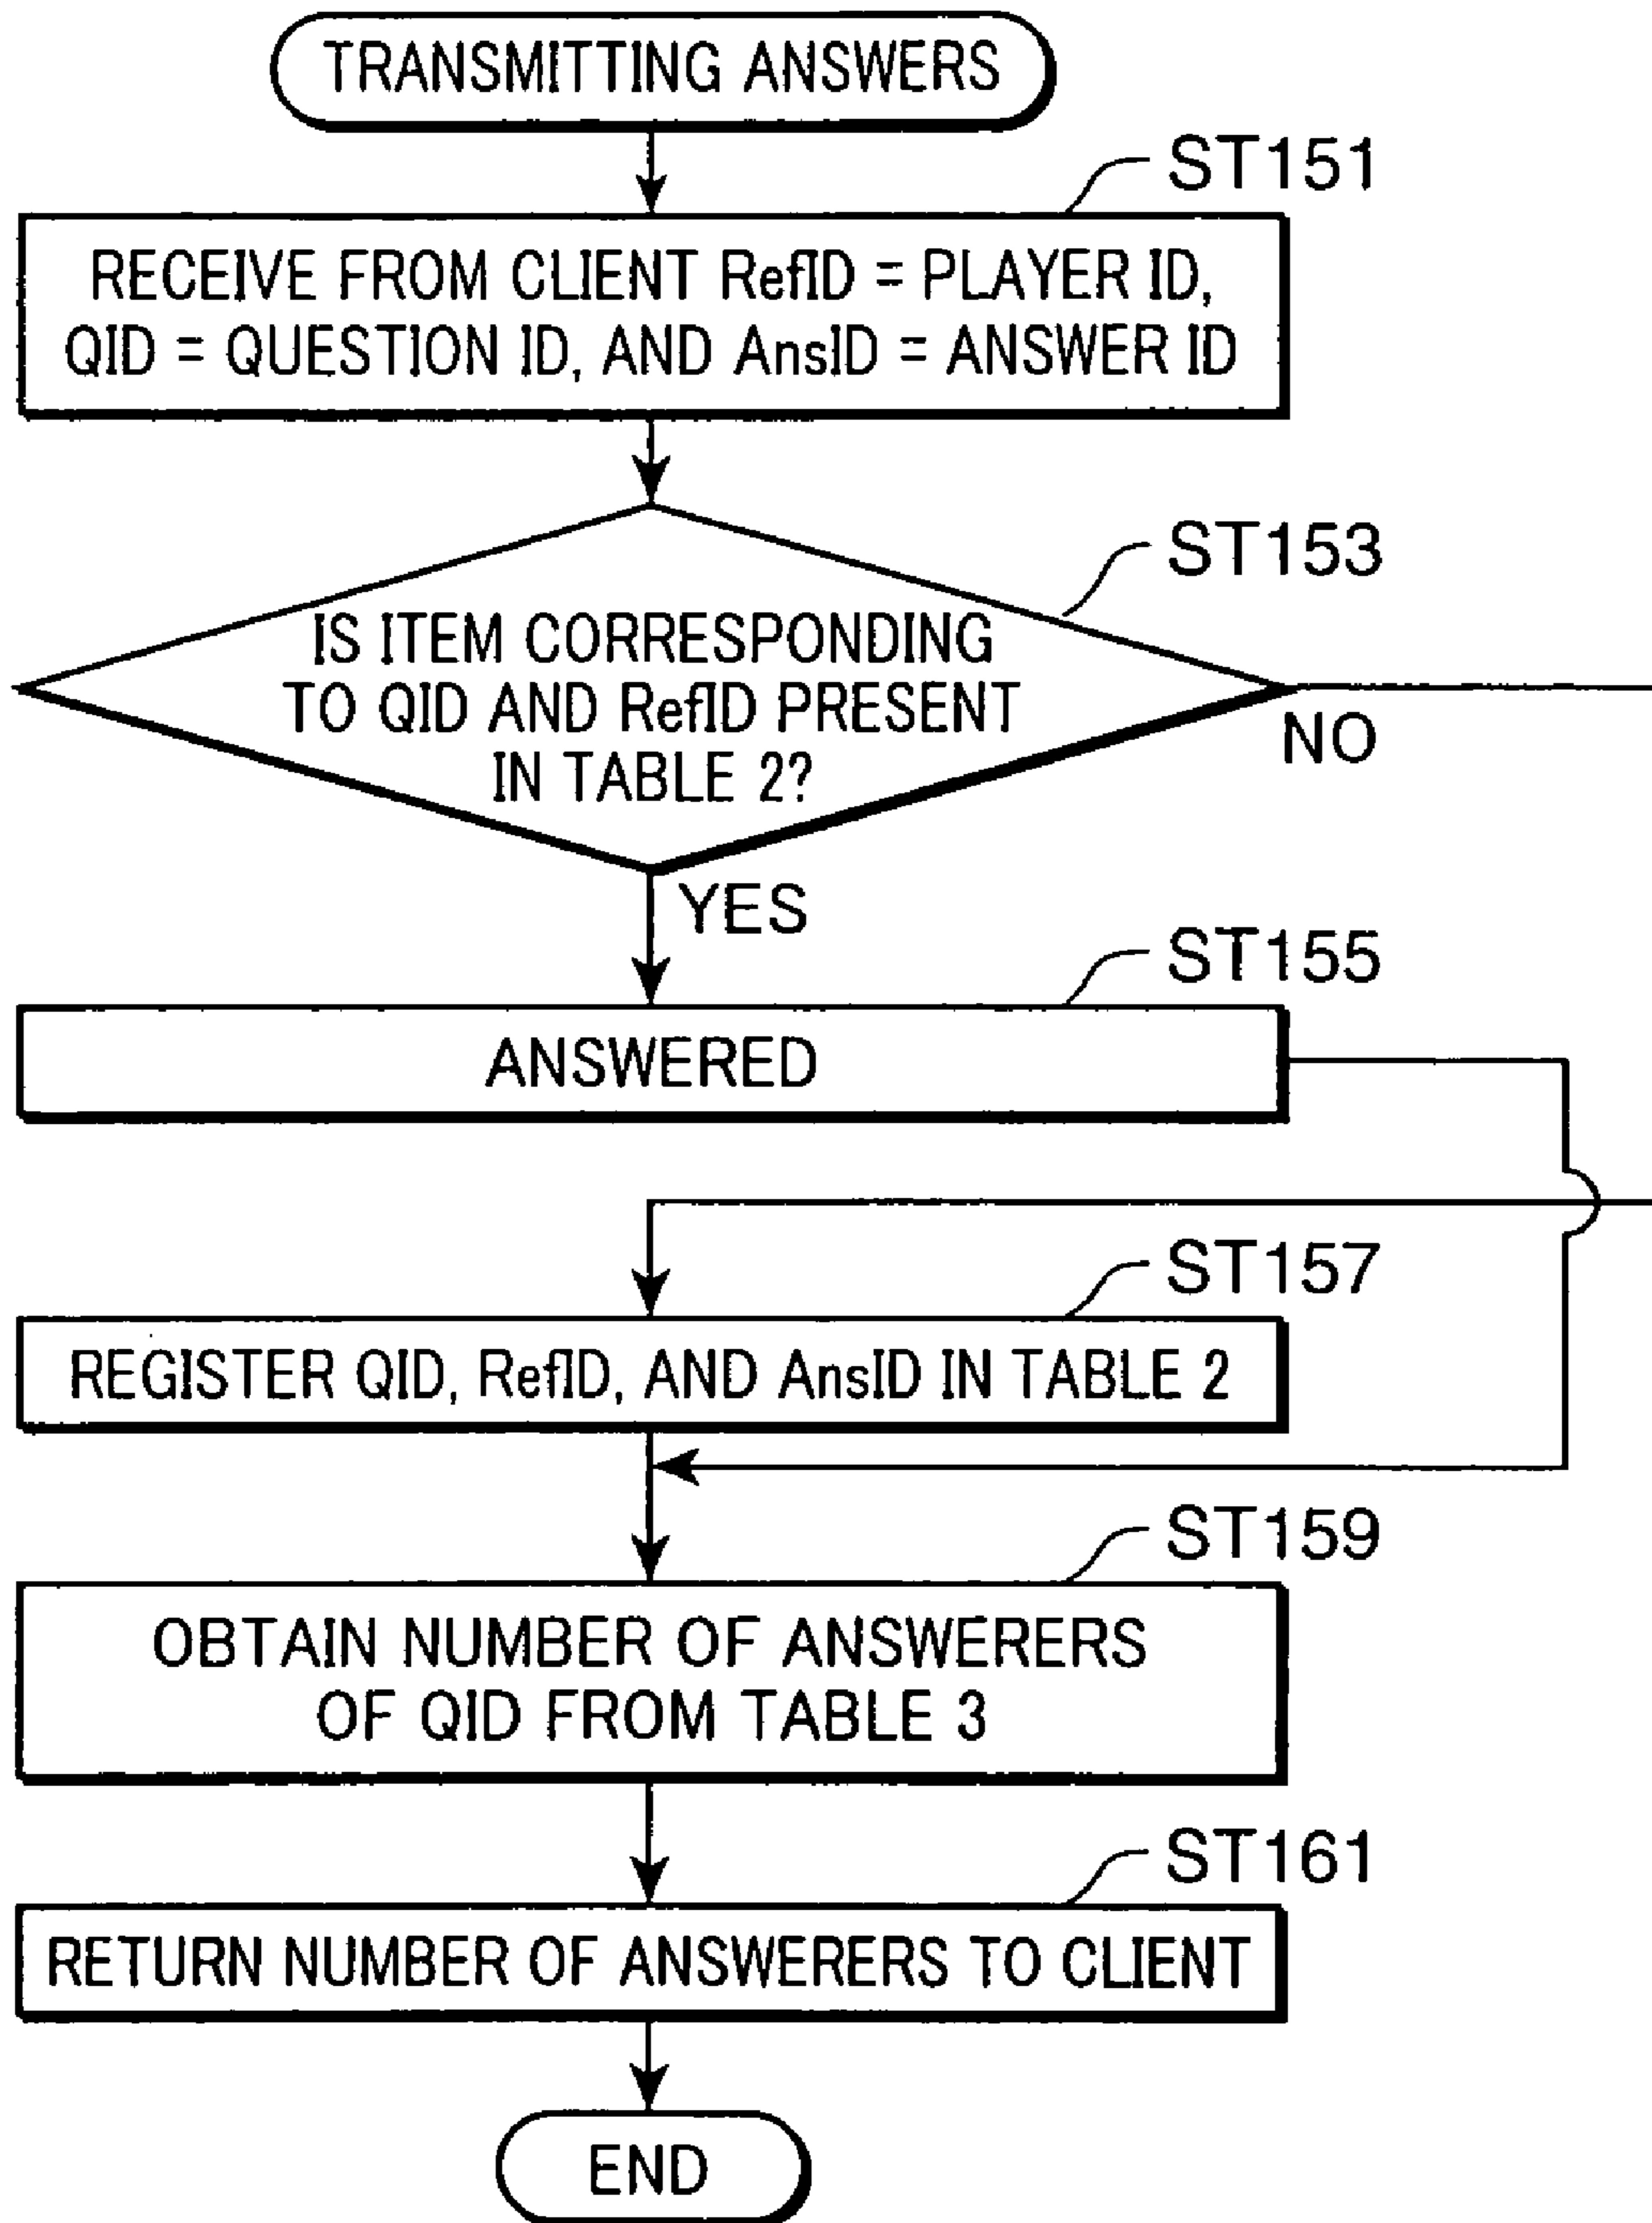 TRANSMITTING ANSWERS
ST151
RECEIVE FROM CLIENT RefID = PLAYER ID,
QID = QUESTION ID, AND AnsID = ANSWER ID
ST153
IS ITEM CORRESPONDING
TO QID AND RefID PRESENT
IN TABLE 2?
NO
YES
ST155
ANSWERED
ST157
REGISTER QID, RefID, AND AnsID IN TABLE 2
ST159
OBTAIN NUMBER OF ANSWERERS
OF QID FROM TABLE 3
ST161
RETURN NUMBER OF ANSWERERS TO CLIENT
END